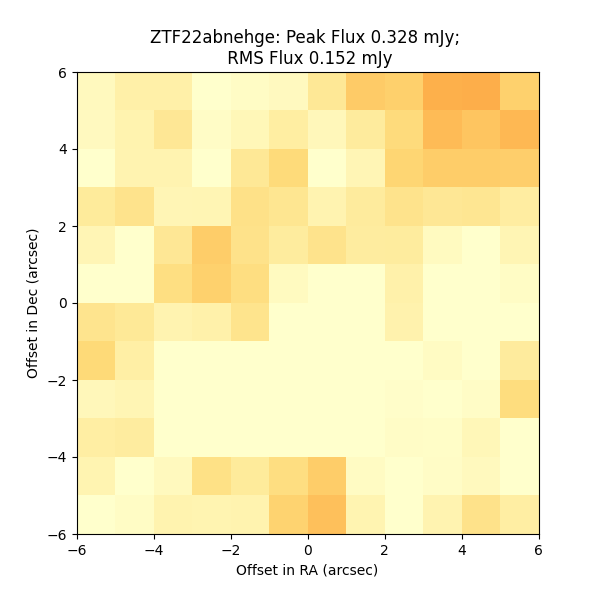 ZTF22abnehge: Peak Flux 0.328 mJy;
RMS Flux 0.152 mJy
6
4
2
0
−2
−4
−6
Offset in Dec (arcsec)
−6 −4 −2 0 2 4 6
Offset in RA (arcsec)